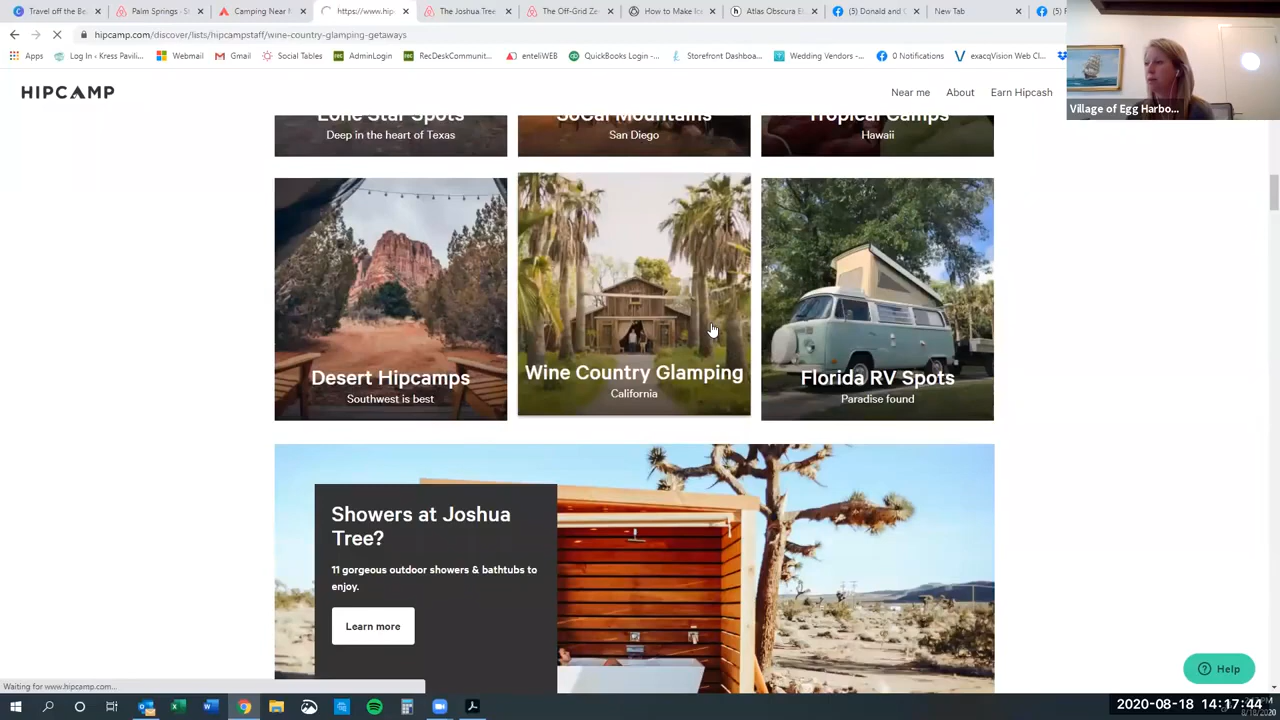 Travel off the Be
Palm Springs - S
Camping Near
https://www.hip
The Joshua Tree
The Off-Grid Ze
How to Make Ic
Atlas Obscura E
(5) Donald and
New Tab
hipcamp.com/discover/lists/hipcampstaff/wine-country-glamping-getaways
Apps
Log In ‹ Kress Pavili...
Webmail
Gmail
Social Tables
AdminLogin
RecDeskCommunit...
enteliWEB
QuickBooks Onlin -...
Storefront Dashboa...
Wedding Vendors -...
0 Notifications
exacqVision Web Cl...
HIPCAMP
Near me
About
Earn Hipcash
Village of Egg Harbo...
Lone Star Spots
Deep in the heart of Texas
SoCal Mountains
San Diego
Tropical Camps
Hawaii
Desert Hipcamps
Southwest is best
Wine Country Glamping
California
Florida RV Spots
Paradise found
Showers at Joshua
Tree?
11 gorgeous outdoor showers & bathtubs to
enjoy.
Learn more
Help
Waiting for www.hipcamp.com...
2020-08-18 14:17:44